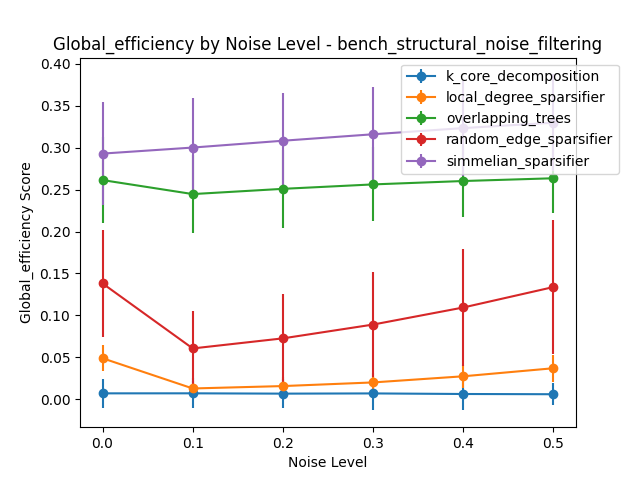 Global_efficiency by Noise Level - bench_structural_noise_filtering
k_core_decomposition
local_degree_sparsifier
overlapping_trees
random_edge_sparsifier
simmelian_sparsifier
Global_efficiency Score
0.40
0.35
0.30
0.25
0.20
0.15
0.10
0.05
0.00
0.0 0.1 0.2 0.3 0.4 0.5
Noise Level